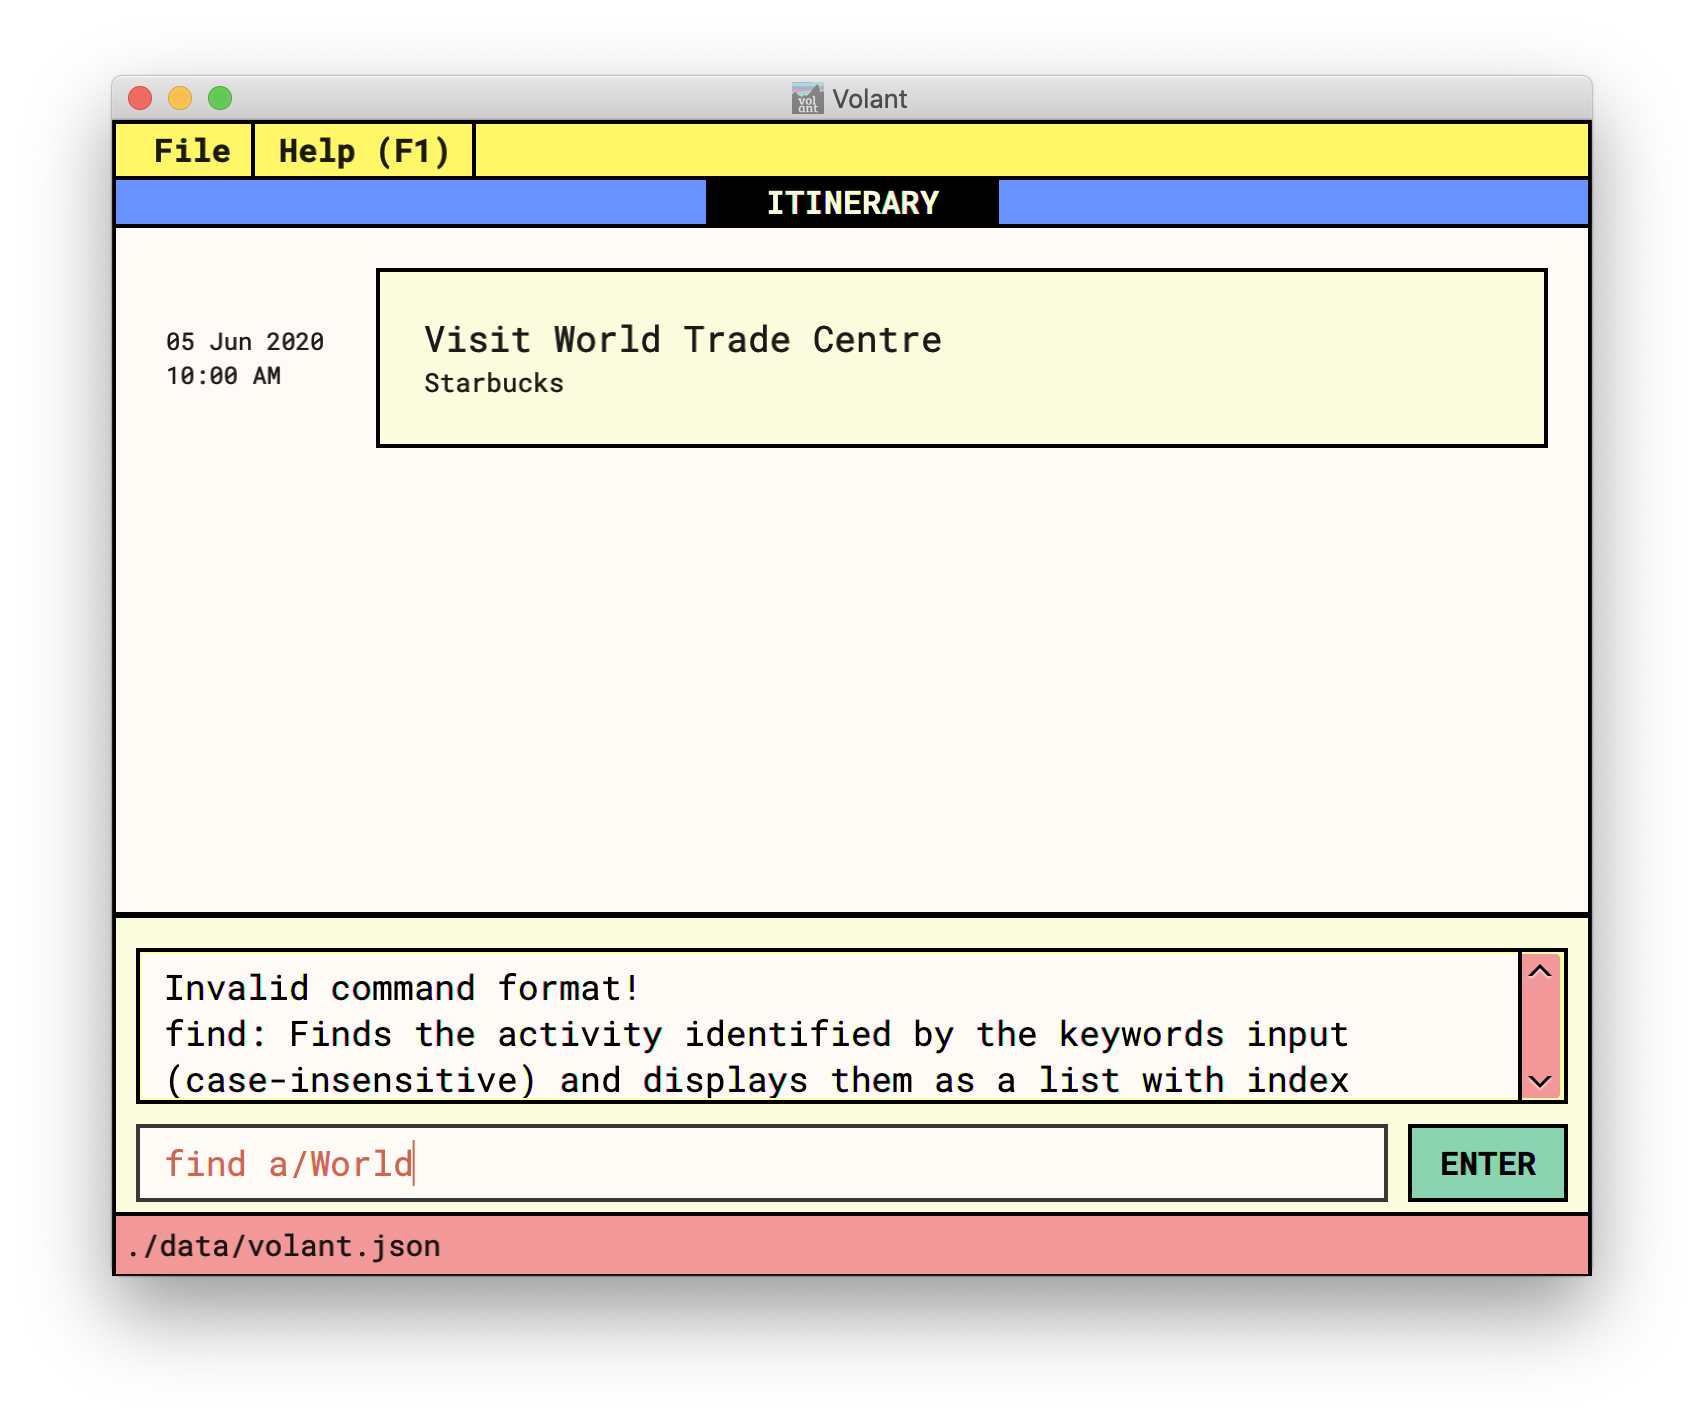 vol
ant
Volant
File Help (F1)
ITINERARY
05 Jun 2020
10:00 AM
Visit World Trade Centre
Starbucks
Invalid command format!
find: Finds the activity identified by the keywords input
(case-insensitive) and displays them as a list with index
find a/World
ENTER
./data/volant.json